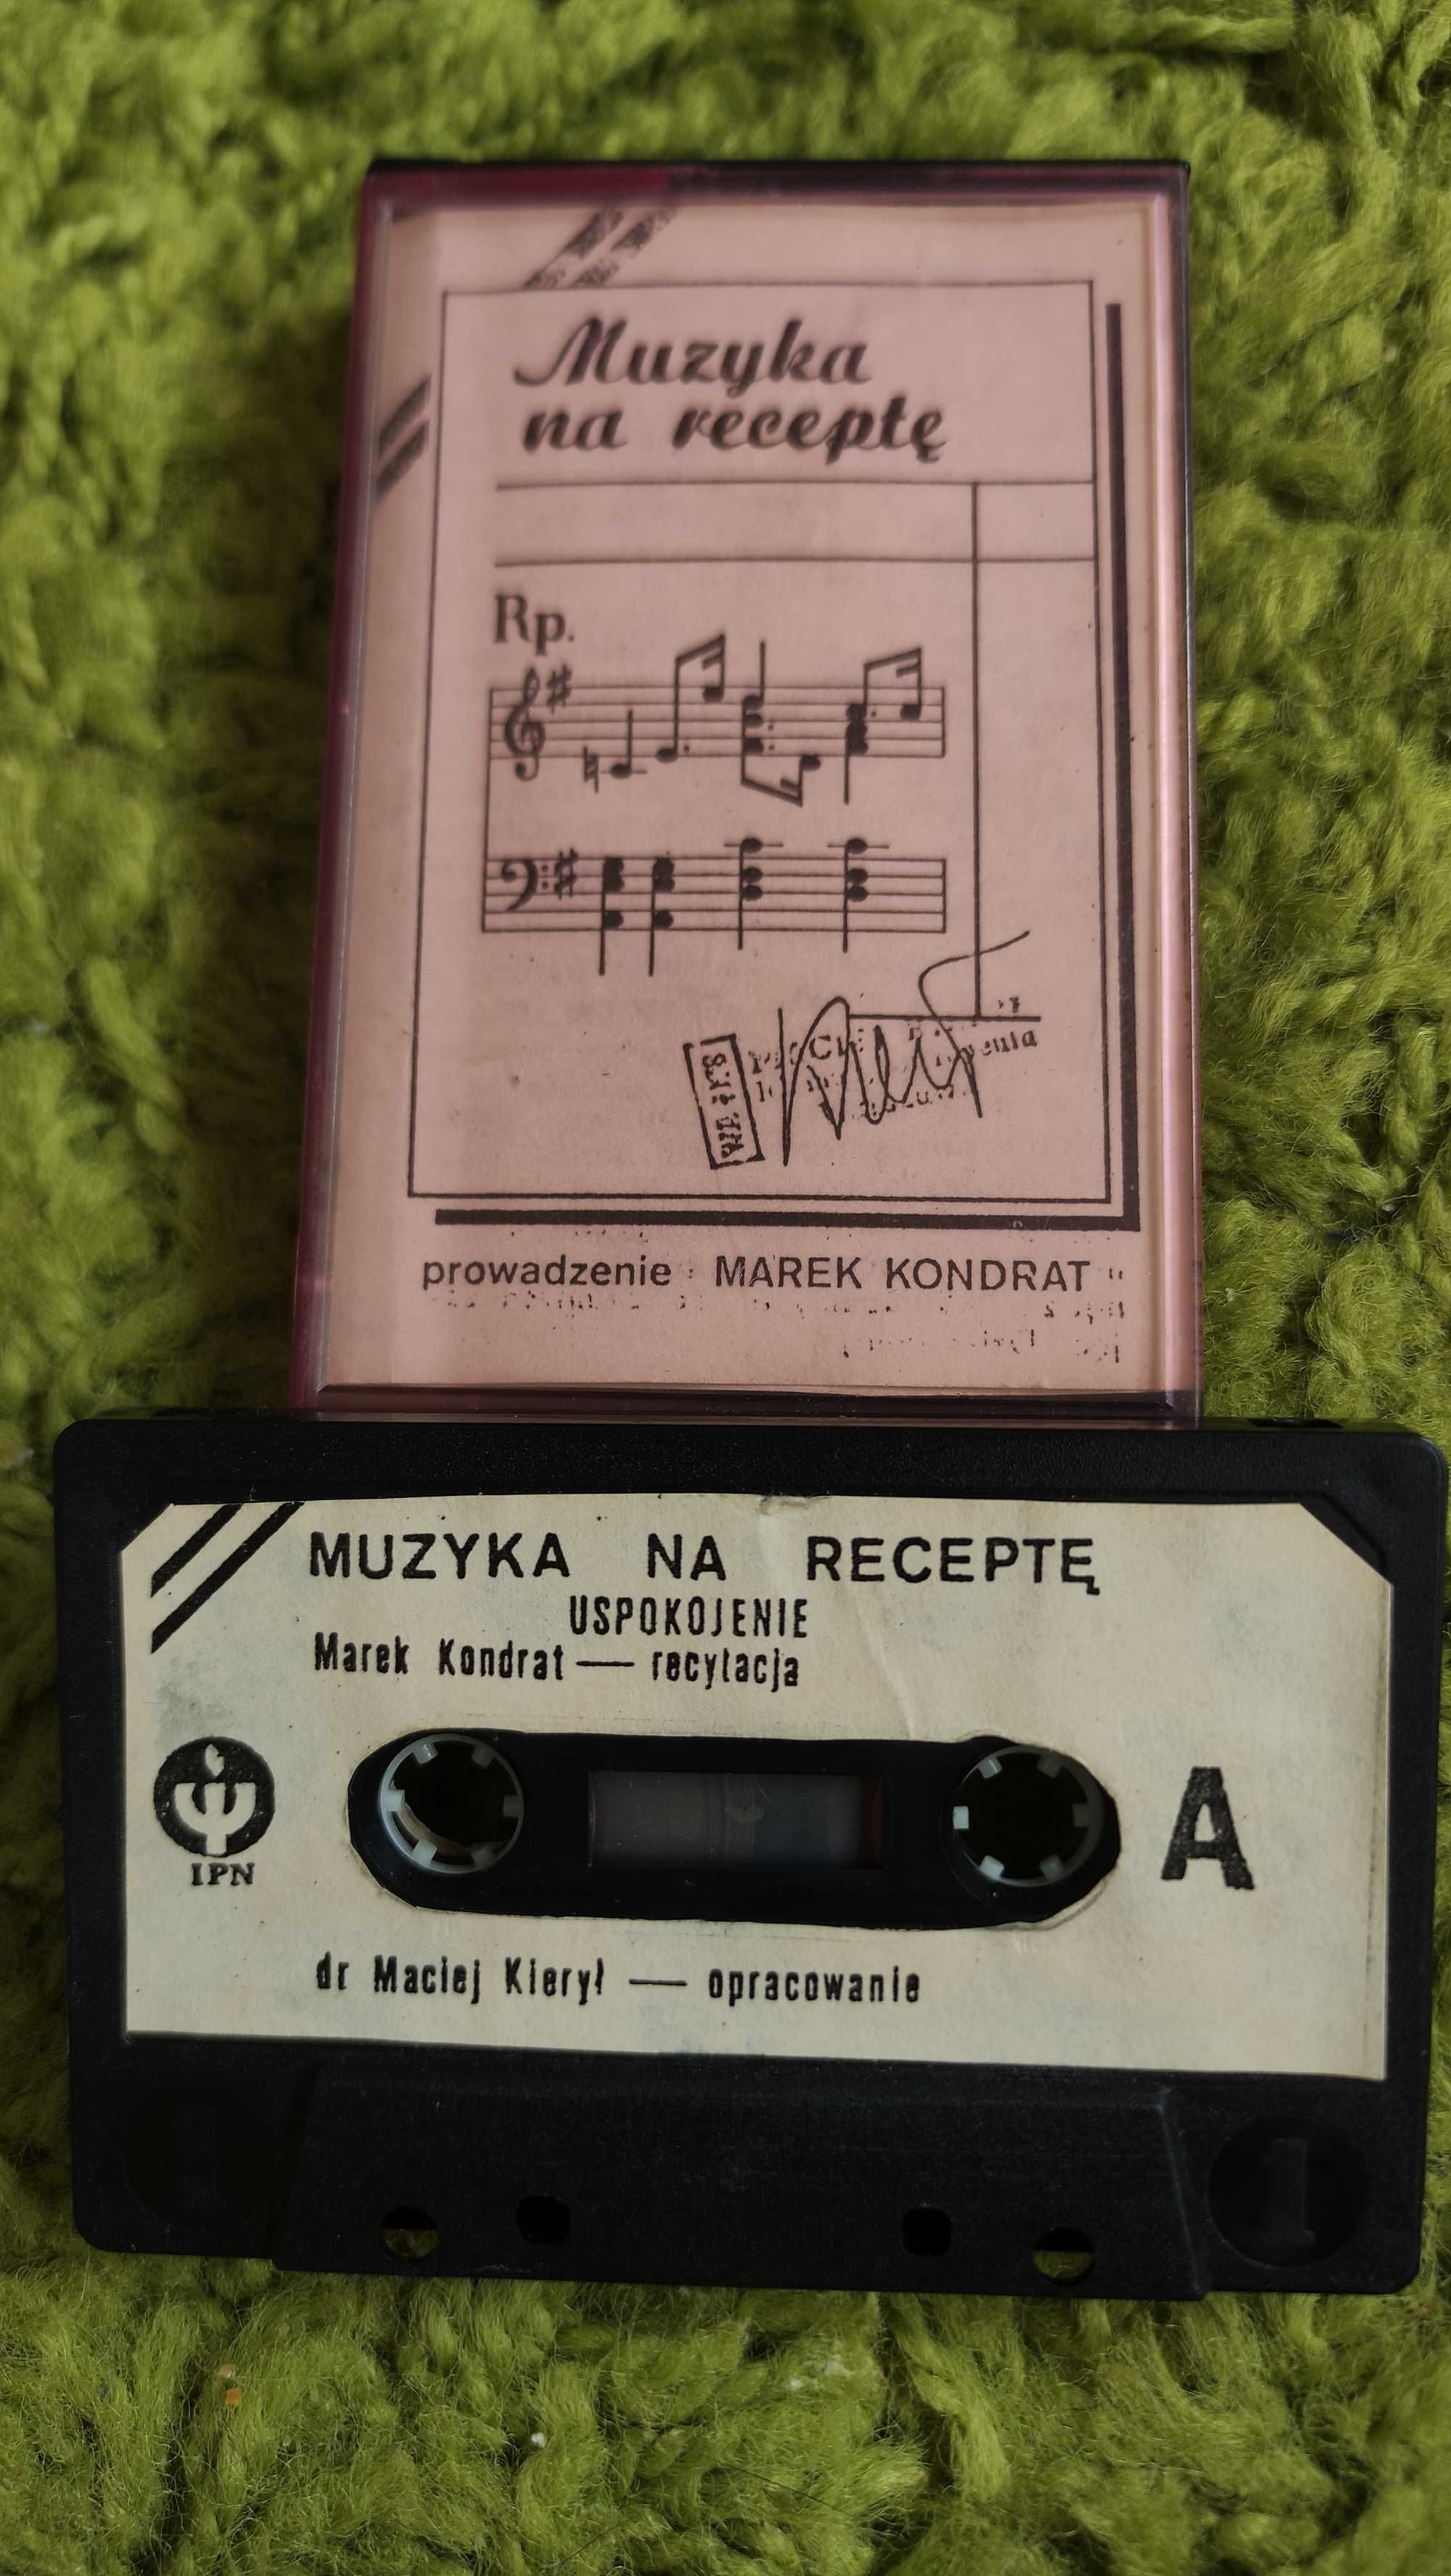 Muzyka
na receptę
Rp.
prowadzenie MAREK KONDRAT
MUZYKA NA RECEPTĘ
USPOKOJENIE
Marek Kondrat — recytacja
IPN
A
dr Maciej Kierył — opracowanie
1